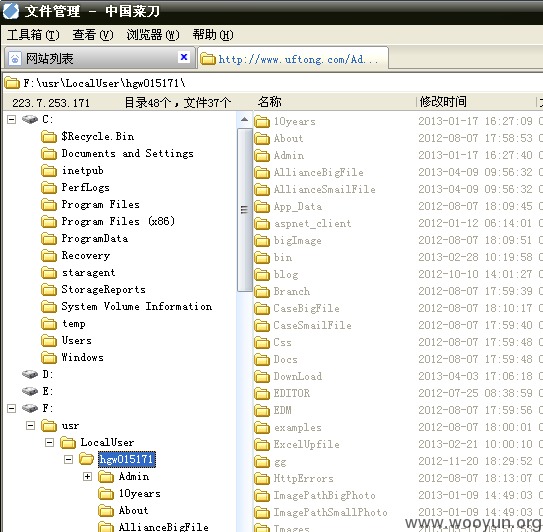 文件管理 - 中国菜刀
工具箱(T) 查看(V) 浏览器(W) 帮助(H)
网站列表
http://www.uftong.com/Ad...
F:\usr\LocalUser\hgw015171\
223.7.253.171 目录48个，文件37个
C:
$Recycle.Bin
Documents and Settings
inetpub
PerfLogs
Program Files
Program Files (x86)
ProgramData
Recovery
staragent
StorageReports
System Volume Information
temp
Users
Windows
D:
E:
F:
usr
LocalUser
hgw015171
Admin
10years
About
AllianceBigFile
名称 修改时间
10years 2013-01-17 16:27:09
About 2012-08-07 17:58:53
Admin 2013-01-17 16:27:40
AllianceBigFile 2013-04-09 09:56:32
AllianceSmailFile 2013-04-09 09:56:32
App_Data 2012-08-07 18:09:45
aspnet_client 2012-01-12 06:14:01
bigImage 2012-08-07 18:09:51
bin 2013-02-28 10:19:58
blog 2012-10-10 14:01:27
Branch 2012-08-07 17:59:39
CaseBigFile 2012-08-07 18:10:17
CaseSmailFile 2012-08-07 17:59:40
Css 2012-08-07 17:59:48
Docs 2012-08-07 17:59:48
DownLoad 2013-04-03 17:06:18
EDITOR 2012-07-25 08:38:59
EDM 2012-08-07 17:59:56
examples 2012-08-07 18:00:01
ExcelUpfile 2013-02-21 00:10:10
gg 2012-11-20 18:29:52
HttpErrors 2012-08-07 18:13:07
ImagePathBigPhoto 2013-01-09 14:49:03
ImagePathSmallPhoto 2013-01-09 14:49:03
Images
www.wooyun.org